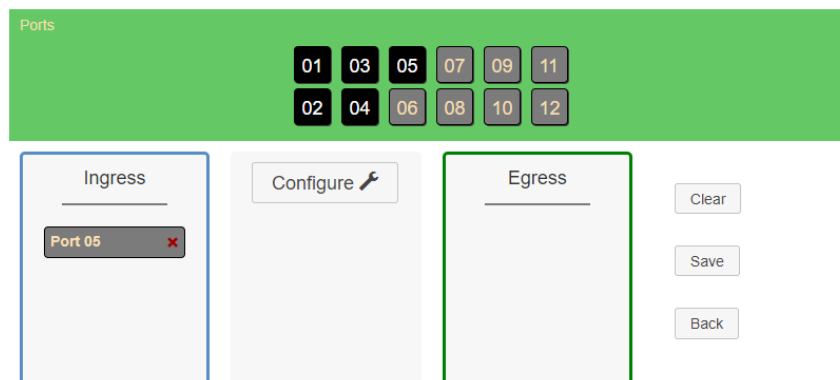 Ports
01 03 05 07 09 11
02 04 06 08 10 12
Ingress
Configure
Egress
Port 05
Clear
Save
Back